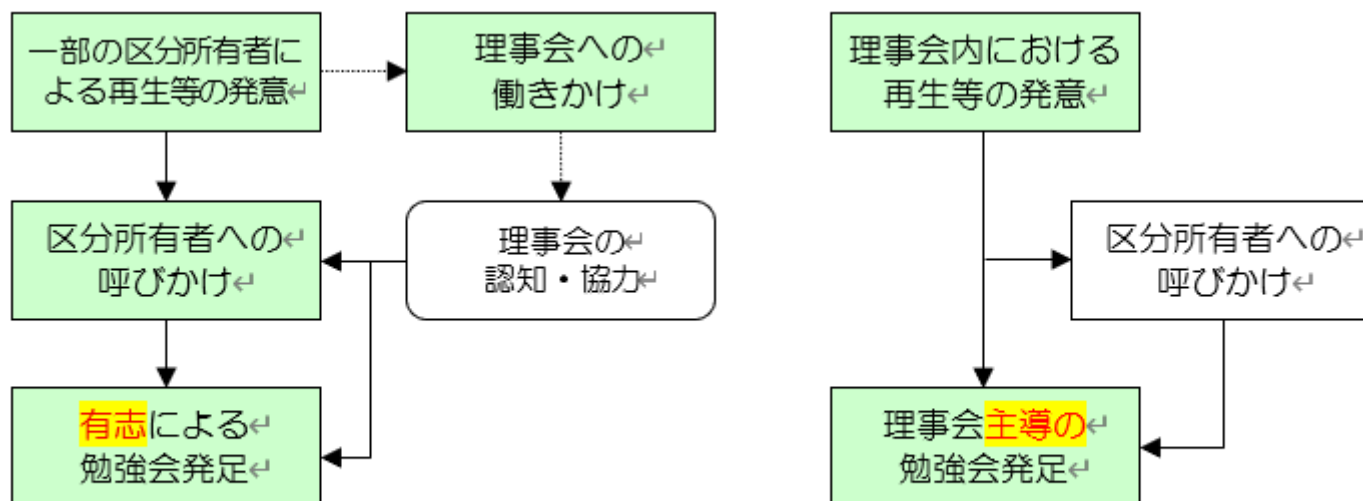 一部の区分所有者に
よる再生等の発意↵
理事会への↵
働きかけ↵
理事会内における
再生等の発意↵
区分所有者への↵
呼びかけ↵
理事会の↵
認知・協力↵
区分所有者への↵
呼びかけ↵
有志による↵
勉強会発足↵
理事会主導の↵
勉強会発足↵